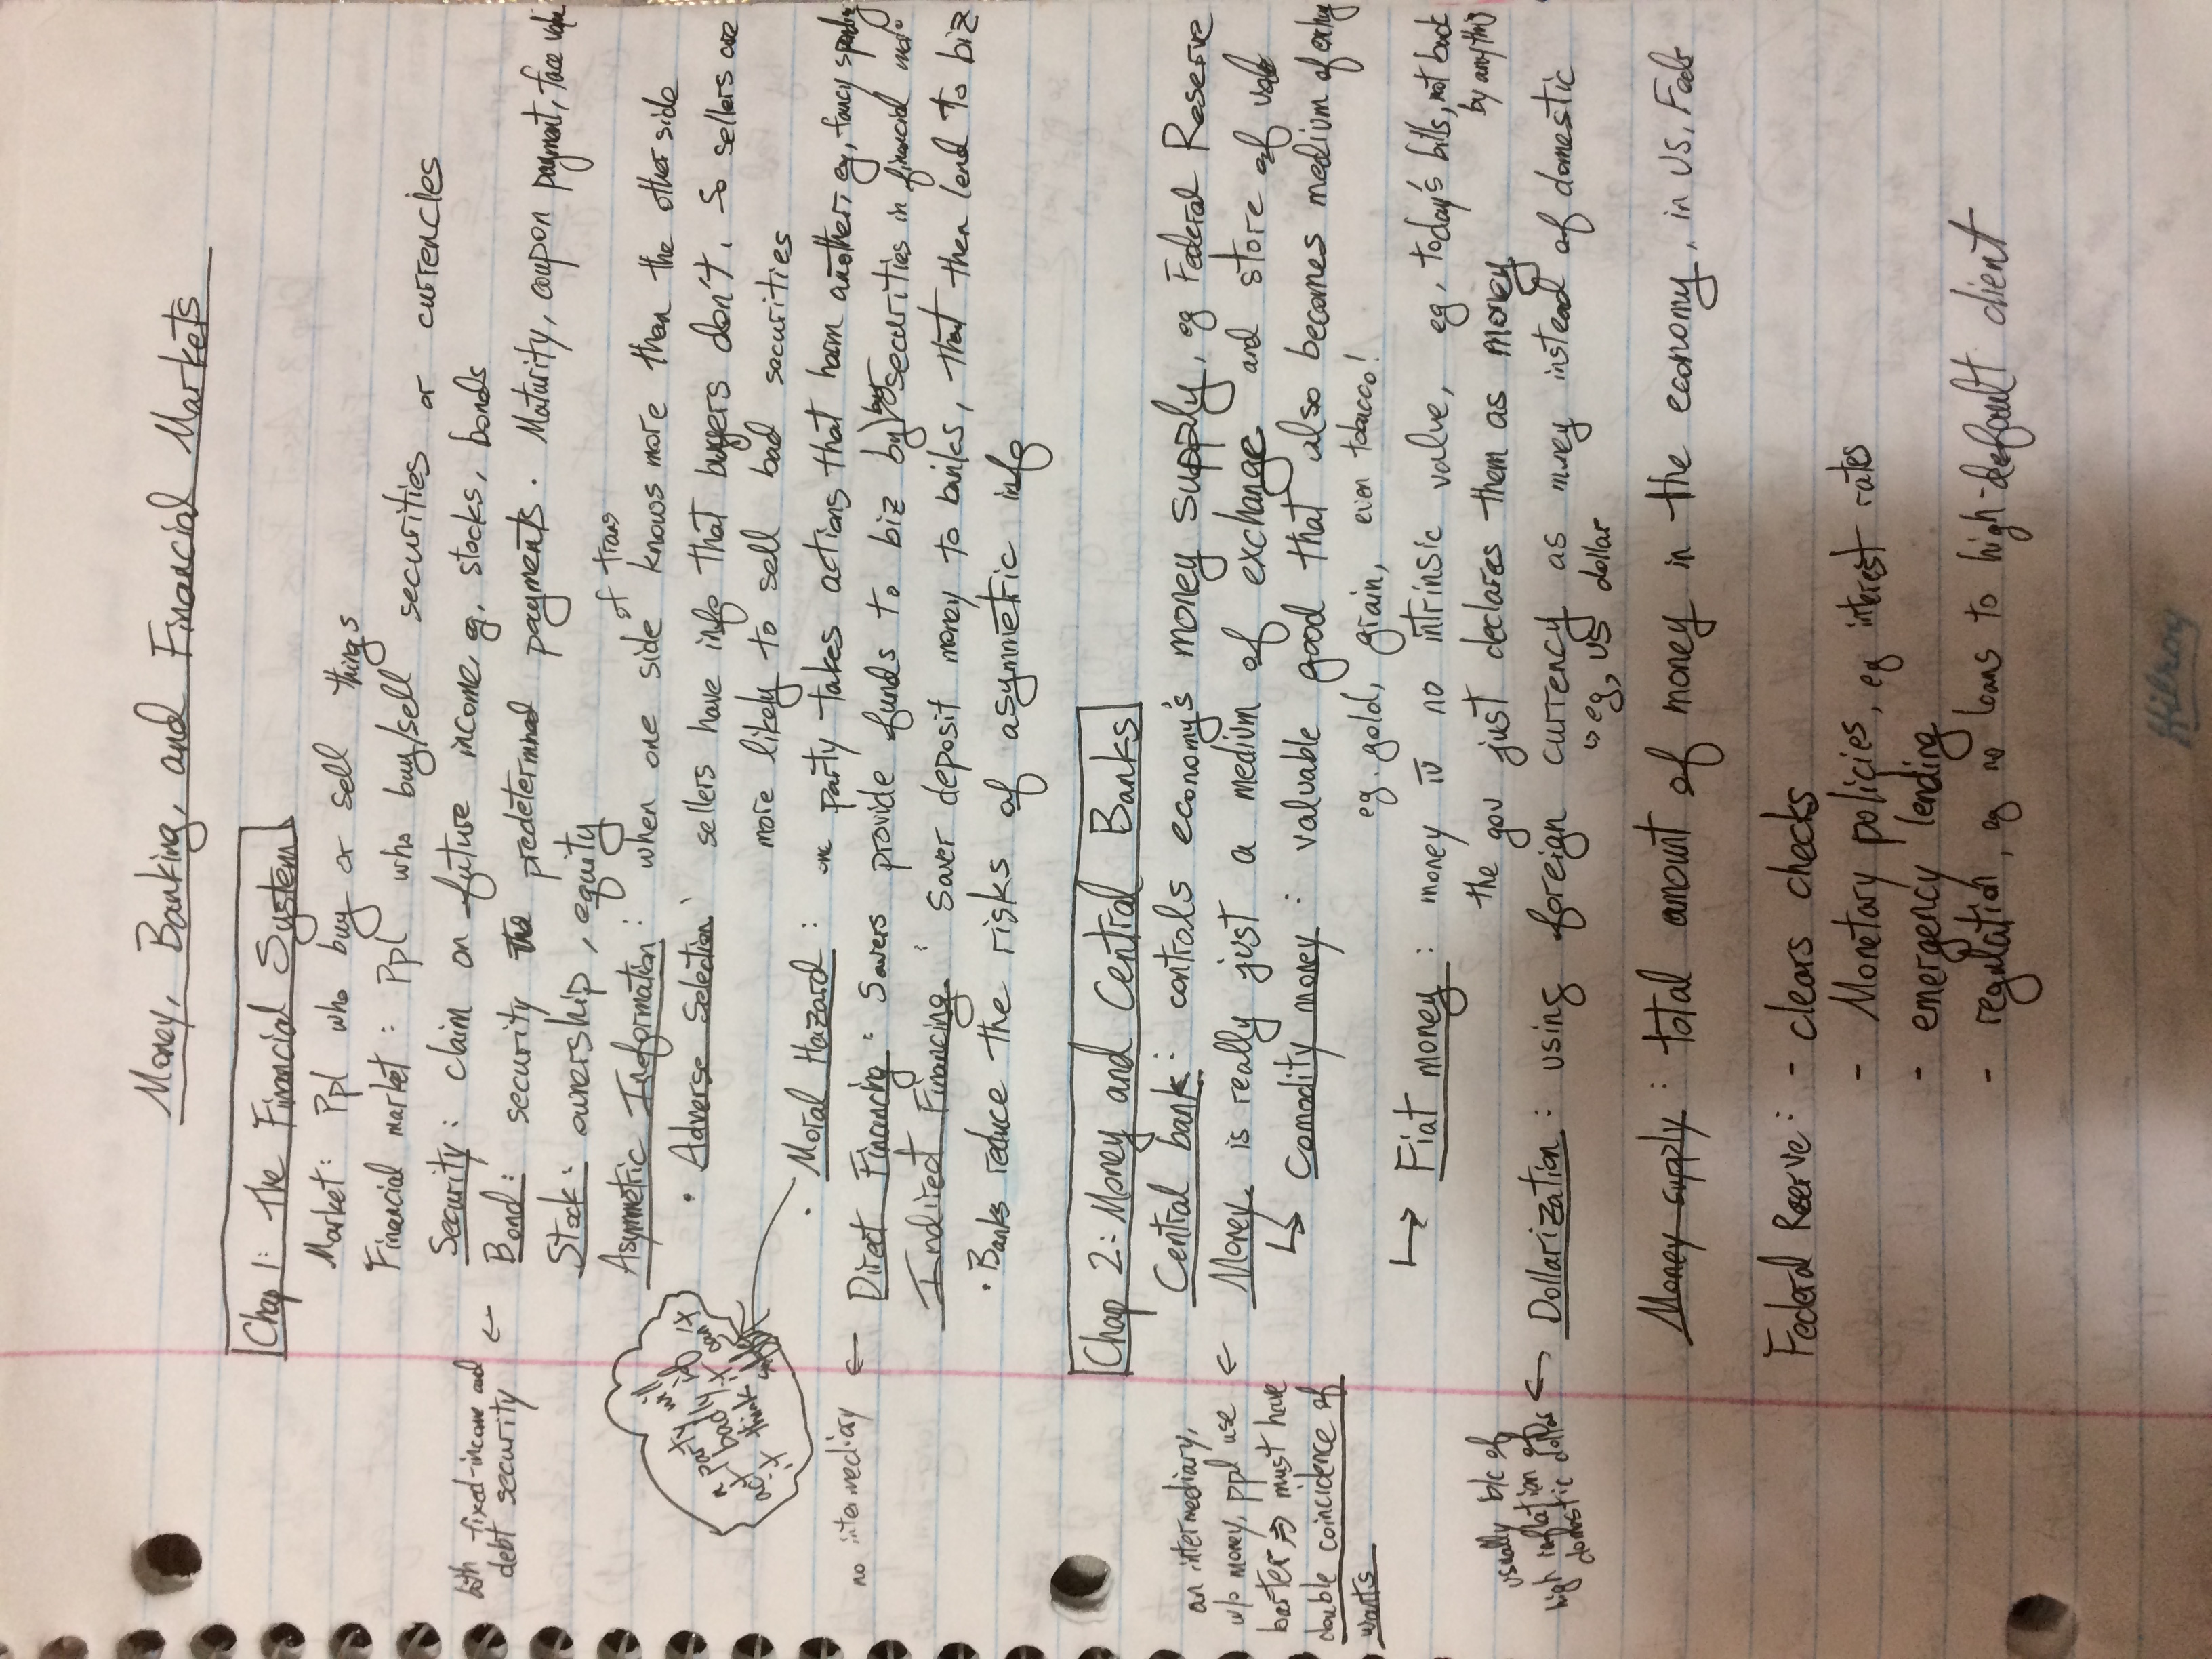 Money, Banking, and Financial Markets
Chap 1: The Financial System
Market: Ppl who buy or sell things
Financial market: Ppl who buy/sell securities or currencies
Security: claim on future income, eg, stocks, bonds
both fixed-income and
debt security
←
Bond: security predetermined payments. Maturity, coupon payment, face value
Stock: ownership, equity
Asymmetric Information: when one side of trans knows more than the other side
• Adverse Selection: sellers have info that buyers don't. So sellers are
more likely to sell bad securities
a party will
act badly if
it think it can't
• Moral Hazard: one party takes actions that harm another, eg, fancy spending
no intermediary ← Direct Financing: Savers provide funds to biz by buy securities in financial
Indirect Financing: Saver deposit money to banks, that then lend to biz
• Banks reduce the risks of asymmetric info
Chap 2: Money and Central Banks
Central bank: controls economy's money supply, eg Federal Reserve
an intermediary,
w/o money, ppl use
barter ⇒ must have
double coincidence of
wants
← Money is really just a medium of exchange and store of
↳ Comodity money: valuable good that also becomes medium of
eg. gold, grain, even tobacco!
↳ Fiat money: money no intrinsic value, eg, today's bills, not back
by anything
the gov just declares them as money
usually b/c of
high inflation of
domestic dollar
← Dollarization: using foreign currency as money instead of domestic
↳ eg, US dollar
Money supply: total amount of money in the economy, in US, Feds
Federal Reserve: - clears checks
- Monetary policies, eg interest rates
- emergency lending
- regulation, eg no loans to high-default client
Hilroy